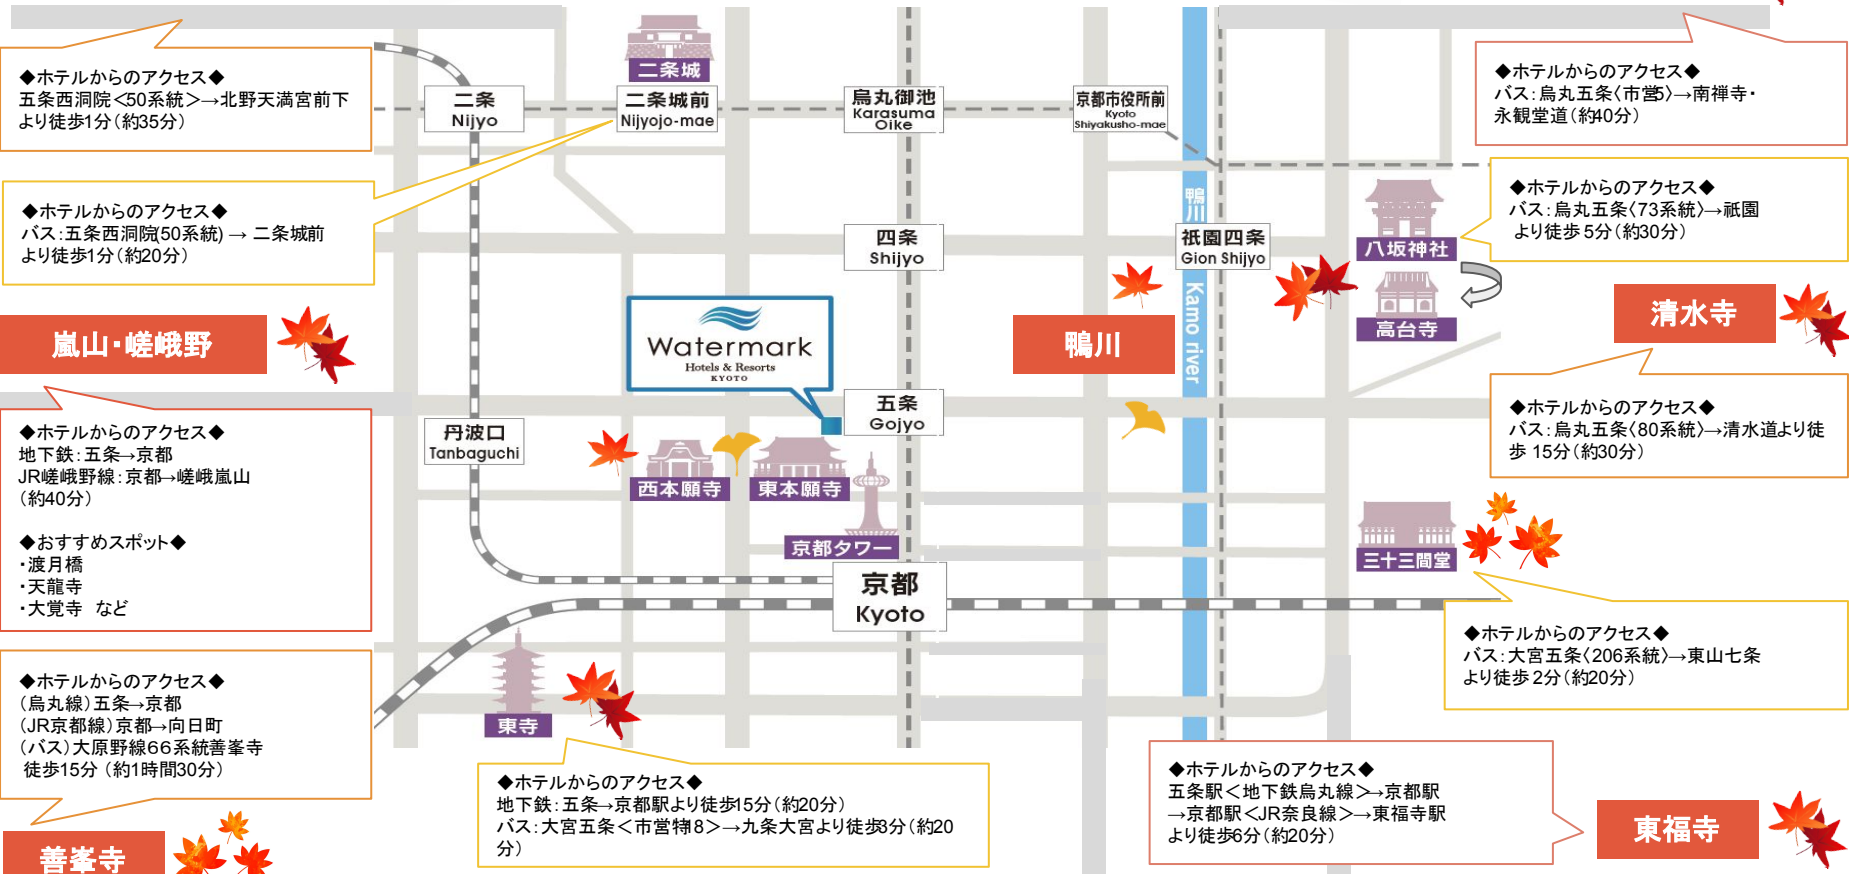 ◆ホテルからのアクセス◆
五条西洞院<50系統>→北野天満宮前下
より徒歩1分(約35分)
二条城
二条
Nijyo
二条城前
Nijyojo-mae
烏丸御池
Karasuma
Oike
京都市役所前
Kyoto
Shiyakusho-mae
◆ホテルからのアクセス◆
バス:烏丸五条〈市営5〉→南禅寺・
永観堂道(約40分)
◆ホテルからのアクセス◆
バス:五条西洞院(50系統) → 二条城前
より徒歩1分(約20分)
◆ホテルからのアクセス◆
バス:烏丸五条〈73系統〉→祇園
より徒歩 5分(約30分)
鴨川
Kamo river
四条
Shijyo
祇園四条
Gion Shijyo
八坂神社
高台寺
嵐山・嵯峨野
Watermark
Hotels & Resorts
KYOTO
鴨川
清水寺
◆ホテルからのアクセス◆
地下鉄:五条→京都
JR嵯峨野線:京都→嵯峨嵐山
(約40分)
◆おすすめスポット◆
・渡月橋
・天龍寺
・大覚寺 など
丹波口
Tanbaguchi
五条
Gojyo
◆ホテルからのアクセス◆
バス:烏丸五条〈80系統〉→清水道より徒
歩 15分(約30分)
西本願寺
東本願寺
京都タワー
三十三間堂
京都
Kyoto
◆ホテルからのアクセス◆
バス:大宮五条〈206系統〉→東山七条
より徒歩 2分(約20分)
◆ホテルからのアクセス◆
(烏丸線)五条→京都
(JR京都線)京都→向日町
(バス)大原野線66系統善峯寺
徒歩15分 (約1時間30分)
東寺
◆ホテルからのアクセス◆
地下鉄:五条→京都駅より徒歩15分(約20分)
バス:大宮五条<市営特18>→九条大宮より徒歩3分(約20
分)
◆ホテルからのアクセス◆
五条駅<地下鉄烏丸線>→京都駅
→京都駅<JR奈良線>→東福寺駅
より徒歩6分(約20分)
東福寺
善峯寺